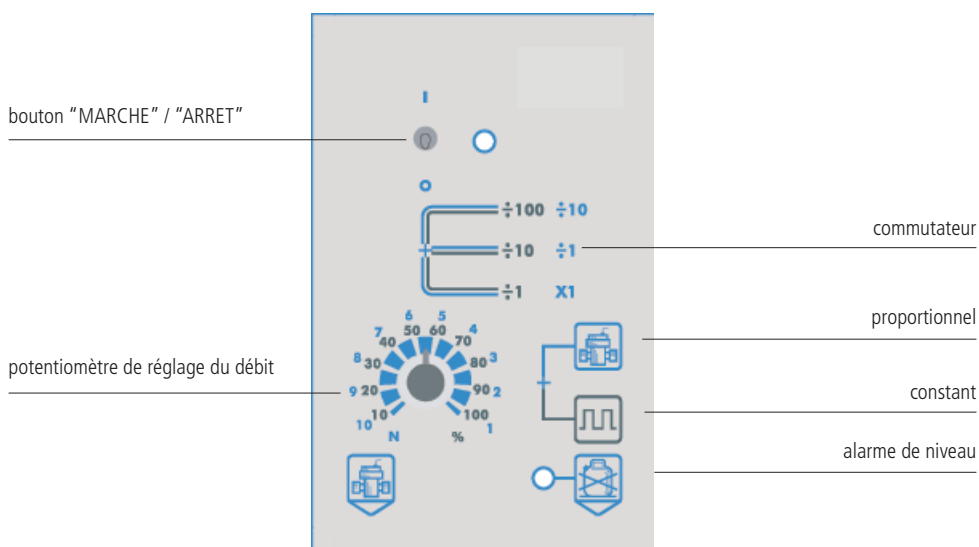 I
bouton “MARCHE” / “ARRET”
O
÷100 ÷10
commutateur
÷10 ÷1
÷1 X1
proportionnel
6 5
7 50 60 4
40 70
8 30 80 3
potentiomètre de réglage du débit
9 20 90 2
constant
10 100
10 N % 1
alarme de niveau